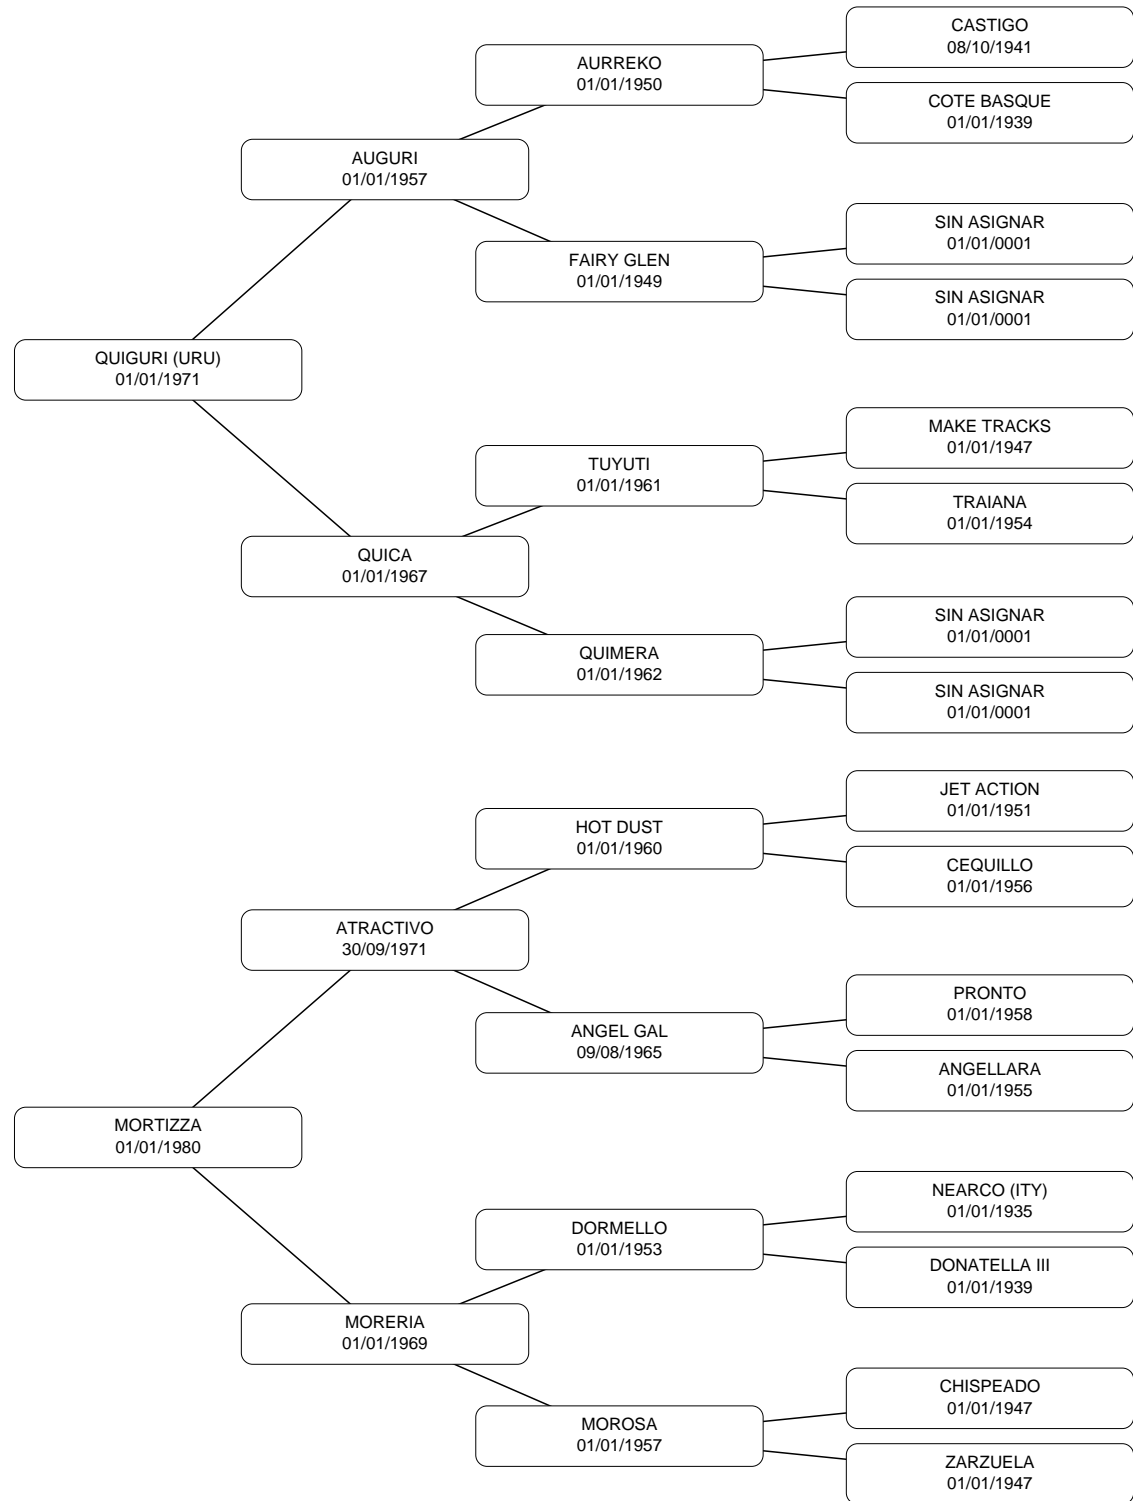 CASTIGO
08/10/1941
AURREKO
01/01/1950
COTE BASQUE
01/01/1939
AUGURI
01/01/1957
SIN ASIGNAR
01/01/0001
FAIRY GLEN
01/01/1949
SIN ASIGNAR
01/01/0001
QUIGURI (URU)
01/01/1971
MAKE TRACKS
01/01/1947
TUYUTI
01/01/1961
TRAIANA
01/01/1954
QUICA
01/01/1967
SIN ASIGNAR
01/01/0001
QUIMERA
01/01/1962
SIN ASIGNAR
01/01/0001
JET ACTION
01/01/1951
HOT DUST
01/01/1960
CEQUILLO
01/01/1956
ATRACTIVO
30/09/1971
PRONTO
01/01/1958
ANGEL GAL
09/08/1965
ANGELLARA
01/01/1955
MORTIZZA
01/01/1980
NEARCO (ITY)
01/01/1935
DORMELLO
01/01/1953
DONATELLA III
01/01/1939
MORERIA
01/01/1969
CHISPEADO
01/01/1947
MOROSA
01/01/1957
ZARZUELA
01/01/1947